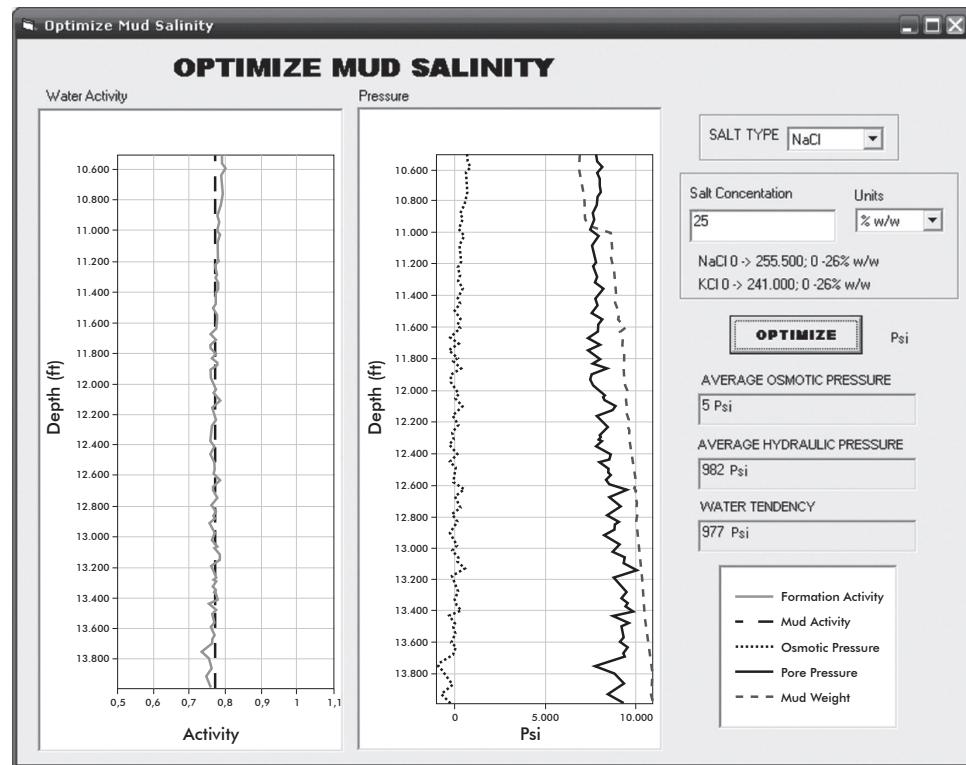 Optimize Mud Salinity
OPTIMIZE MUD SALINITY
Water Activity
10.600
10.800
11.000
11.200
11.400
11.600
11.800
12.000
12.200
12.400
12.600
12.800
13.000
13.200
13.400
13.600
13.800
Depth (ft)
0,5 0,6 0,7 0,8 0,9 1 1,1
Activity
Pressure
10.600
10.800
11.000
11.200
11.400
11.600
11.800
12.000
12.200
12.400
12.600
12.800
13.000
13.200
13.400
13.600
13.800
Depth (ft)
0 5.000 10.000
Psi
SALT TYPE NaCl
Salt Concentation Units
25 % w/w
NaCl 0 -> 255.500; 0 -26% w/w
KCl 0 -> 241.000; 0 -26% w/w
OPTIMIZE Psi
AVERAGE OSMOTIC PRESSURE
5 Psi
AVERAGE HYDRAULIC PRESSURE
982 Psi
WATER TENDENCY
977 Psi
Formation Activity
Mud Activity
Osmotic Pressure
Pore Pressure
Mud Weight